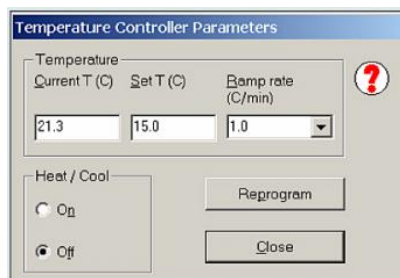 Temperature Controller Parameters
Temperature
Current T (C) Set T (C) Ramp rate (C/min)
21.3 15.0 1.0
Heat / Cool
On
Off
Reprogram
Close
?